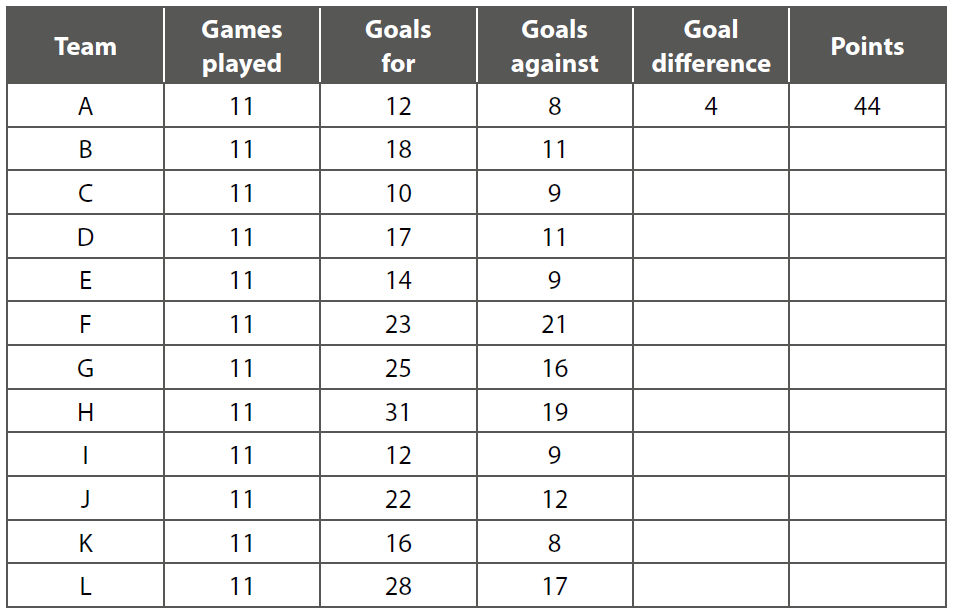 Team Games played Goals for Goals against Goal difference Points
A 11 12 8 4 44
B 11 18 11
C 11 10 9
D 11 17 11
E 11 14 9
F 11 23 21
G 11 25 16
H 11 31 19
I 11 12 9
J 11 22 12
K 11 16 8
L 11 28 17